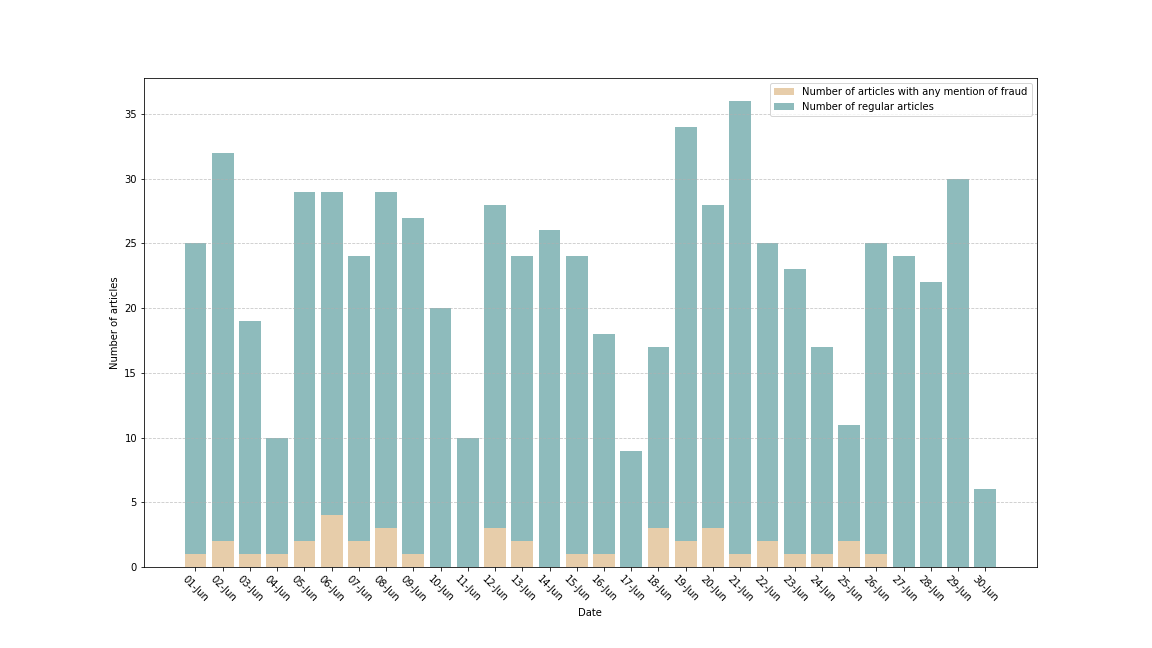 Number of articles with any mention of fraud
Number of regular articles
Number of articles
35
30
25
20
15
10
5
0
01-Jun
02-Jun
03-Jun
04-Jun
05-Jun
06-Jun
07-Jun
08-Jun
09-Jun
10-Jun
11-Jun
12-Jun
13-Jun
14-Jun
15-Jun
16-Jun
17-Jun
18-Jun
19-Jun
20-Jun
21-Jun
22-Jun
23-Jun
24-Jun
25-Jun
26-Jun
27-Jun
28-Jun
29-Jun
30-Jun
Date